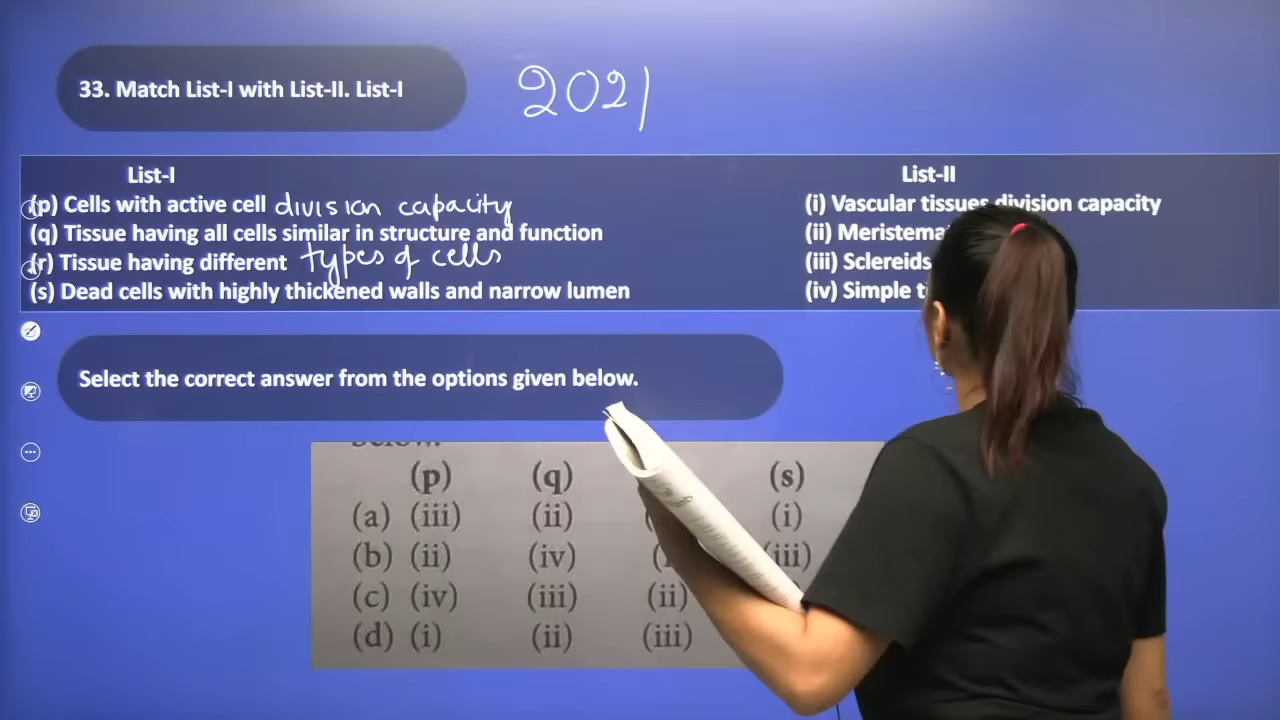 33. Match List-I with List-II. List-I
2021
List-I List-II
(p) Cells with active cell division capacity (i) Vascular tissues division capacity
(q) Tissue having all cells similar in structure and function (ii)
(r) Tissue having different types of cells (iii) Sclereids
(s) Dead cells with highly thickened walls and narrow lumen (iv) Simple
Select the correct answer from the options given below.
below.
(p) (q) (s)
(a) (iii) (ii) (i)
(b) (ii) (iv) (iii)
(c) (iv) (iii) (ii)
(d) (i) (ii) (iii)